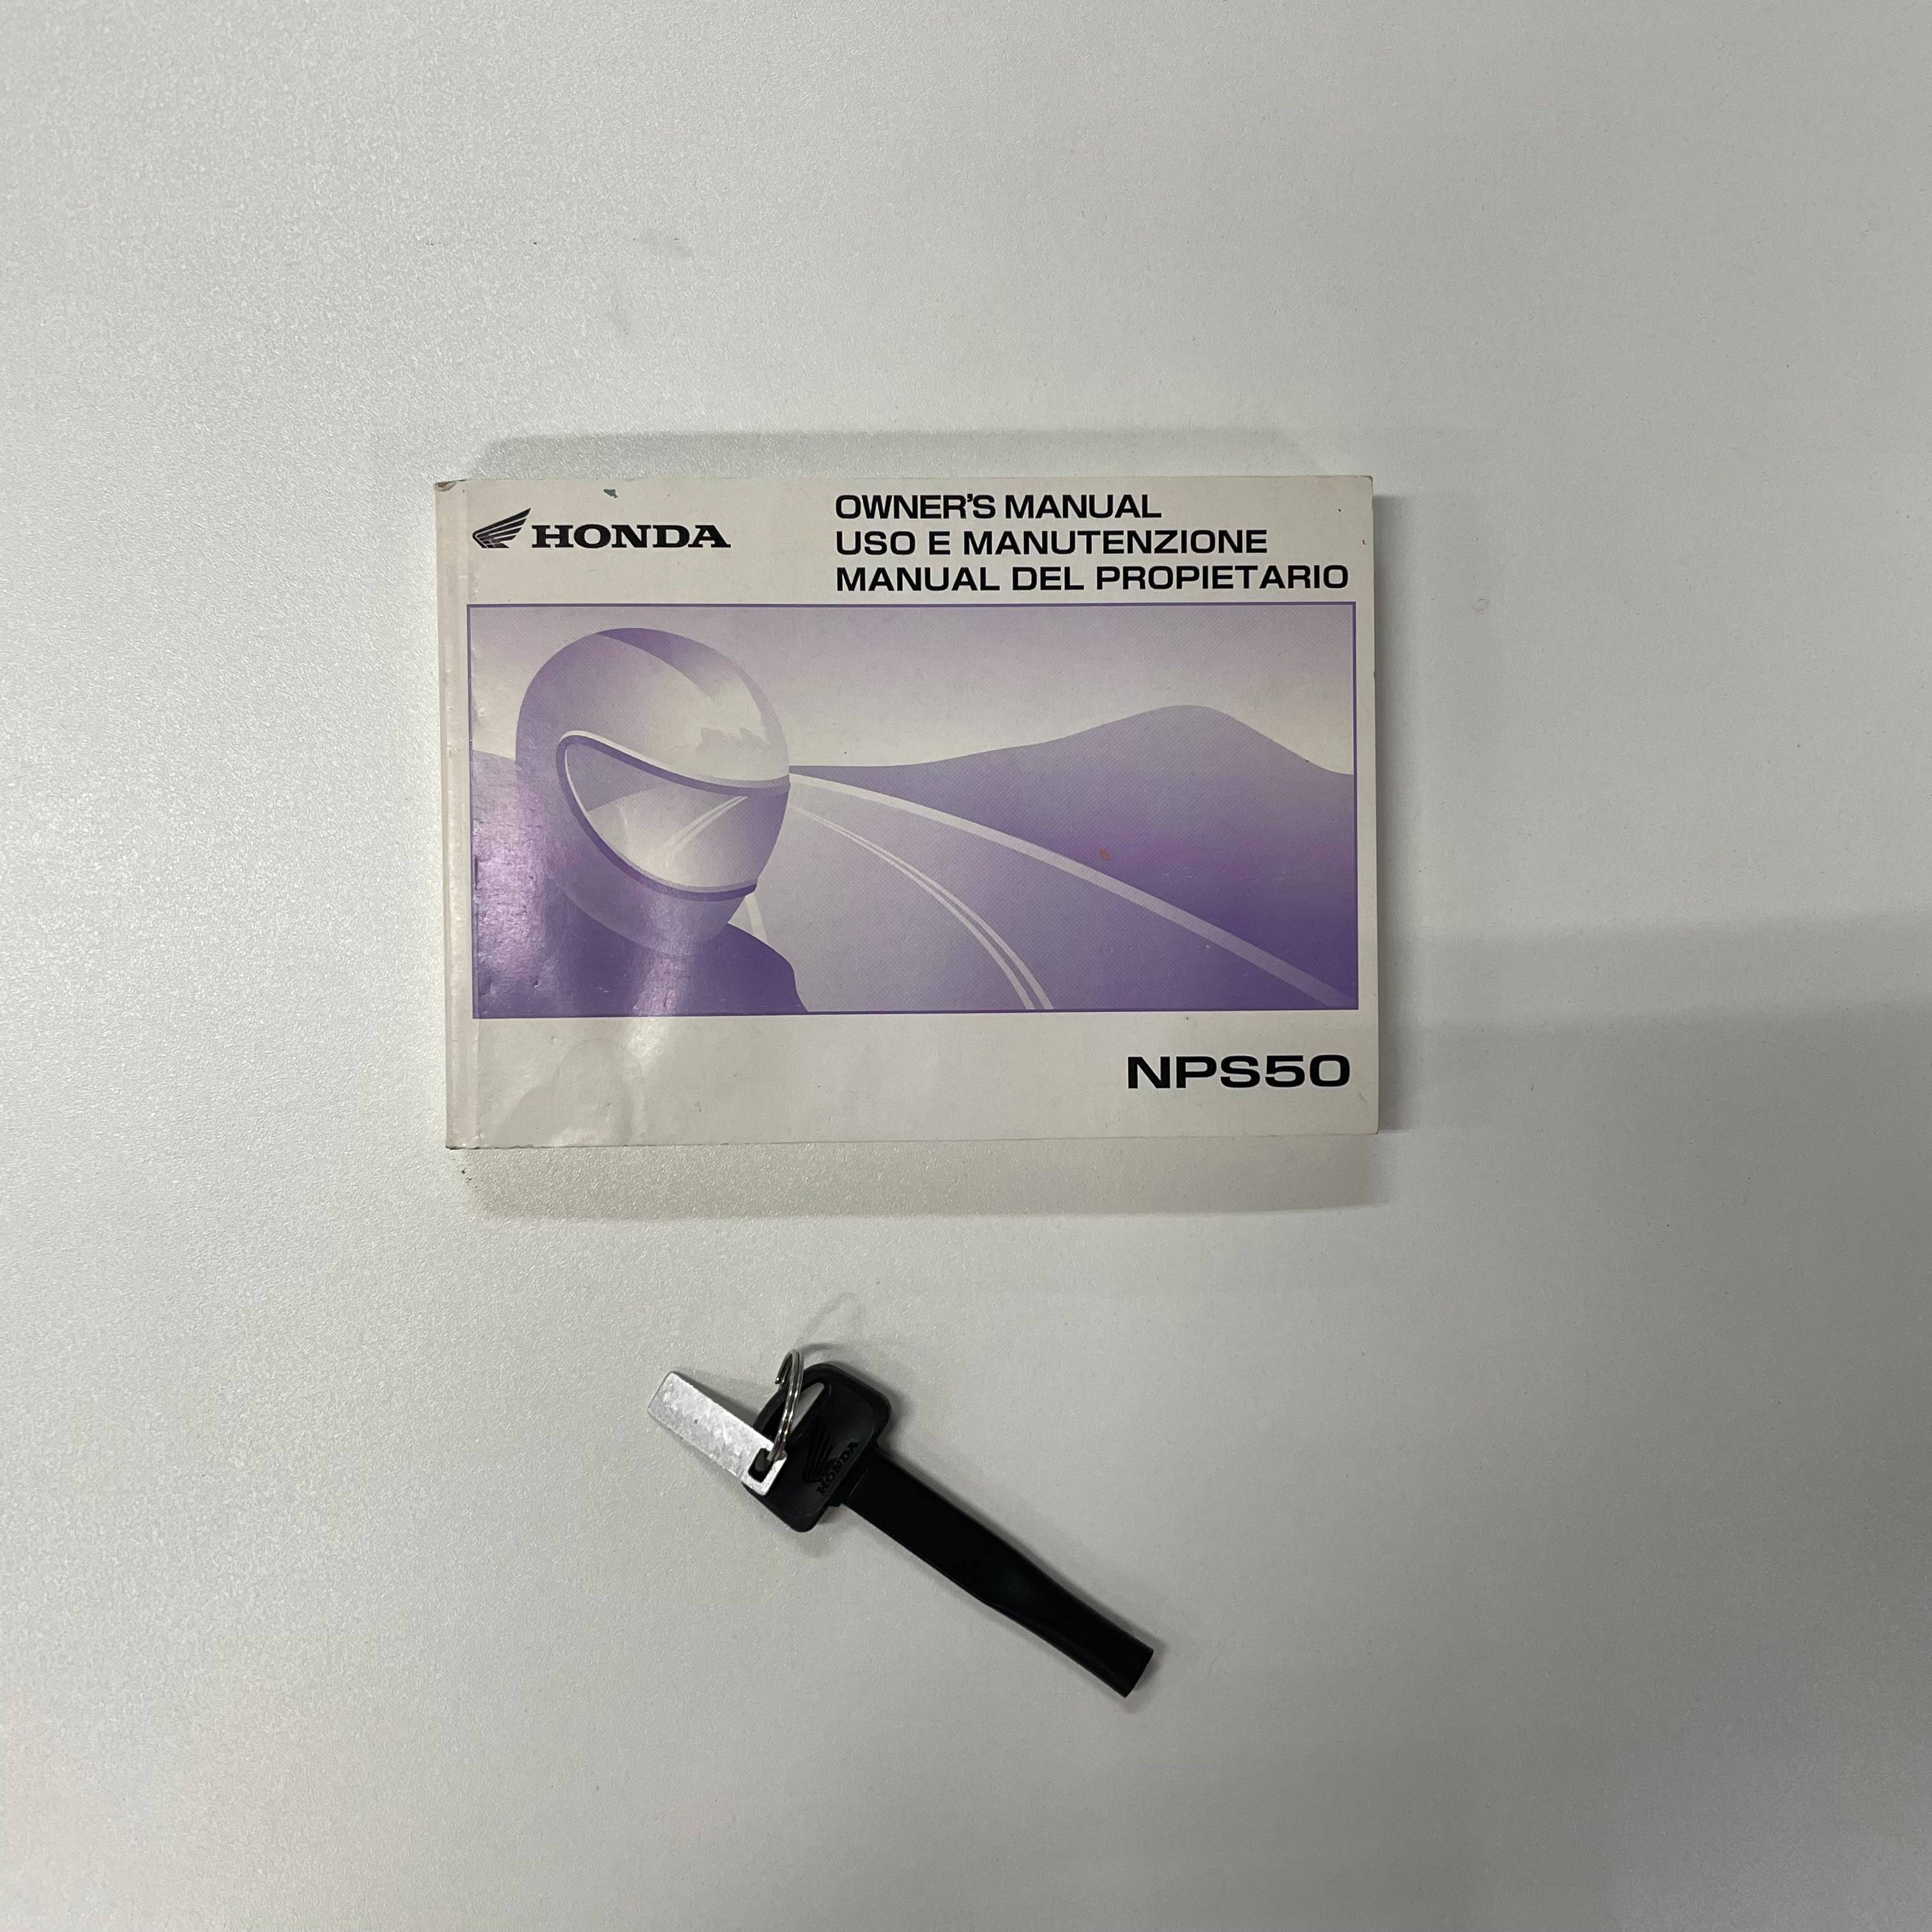 HONDA
OWNER'S MANUAL
USO E MANUTENZIONE
MANUAL DEL PROPIETARIO
NPS50
HONDA